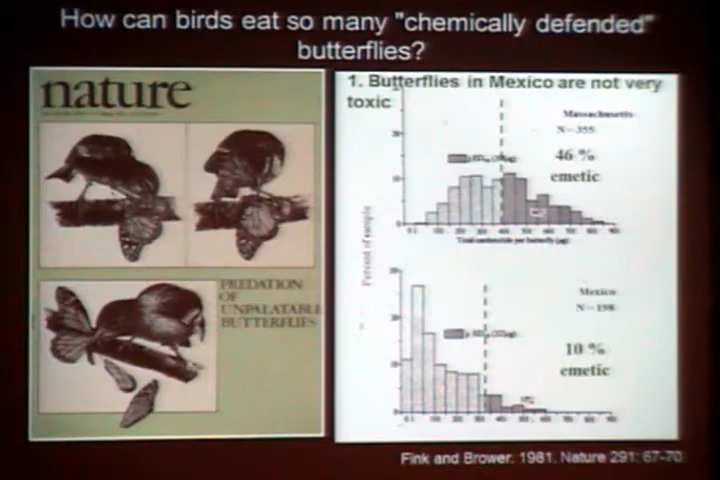 How can birds eat so many "chemically defended"
butterflies?
nature
PREDATION
OF
UNPALATABLE
BUTTERFLIES
1. Butterflies in Mexico are not very
toxic
Massachusetts
N=355
46 %
emetic
Total cardenolide per butterfly (µg)
Percent of sample
Mexico
N=198
10 %
emetic
Fink and Brower. 1981. Nature 291: 67-70